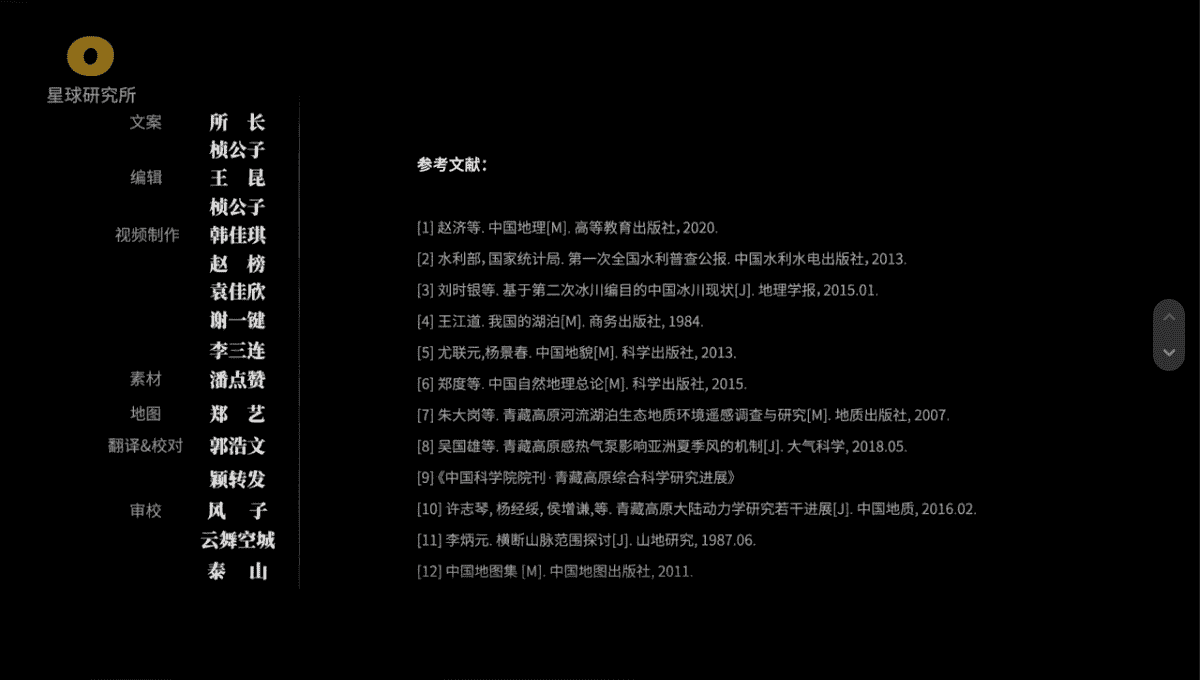 星球研究所
文案 所 长
桢公子
编辑 王 昆
桢公子
视频制作 韩佳琪
赵 榜
袁佳欣
谢一键
李三连
素材 潘点赞
地图 郑 艺
翻译&校对 郭浩文
颖转发
审校 风 子
云舞空城
泰 山
参考文献:
[1] 赵济等. 中国地理[M]. 高等教育出版社, 2020.
[2] 水利部,国家统计局. 第一次全国水利普查公报. 中国水利水电出版社, 2013.
[3] 刘时银等. 基于第二次冰川编目的中国冰川现状[J]. 地理学报, 2015.01.
[4] 王江道. 我国的湖泊[M]. 商务出版社, 1984.
[5] 尤联元,杨景春. 中国地貌[M]. 科学出版社, 2013.
[6] 郑度等. 中国自然地理总论[M]. 科学出版社, 2015.
[7] 朱大岗等. 青藏高原河流湖泊生态地质环境遥感调查与研究[M]. 地质出版社, 2007.
[8] 吴国雄等. 青藏高原感热气泵影响亚洲夏季风的机制[J]. 大气科学, 2018.05.
[9]《中国科学院院刊·青藏高原综合科学研究进展》
[10] 许志琴, 杨经绥, 侯增谦,等. 青藏高原大陆动力学研究若干进展[J]. 中国地质, 2016.02.
[11] 李炳元. 横断山脉范围探讨[J]. 山地研究, 1987.06.
[12] 中国地图集 [M]. 中国地图出版社, 2011.